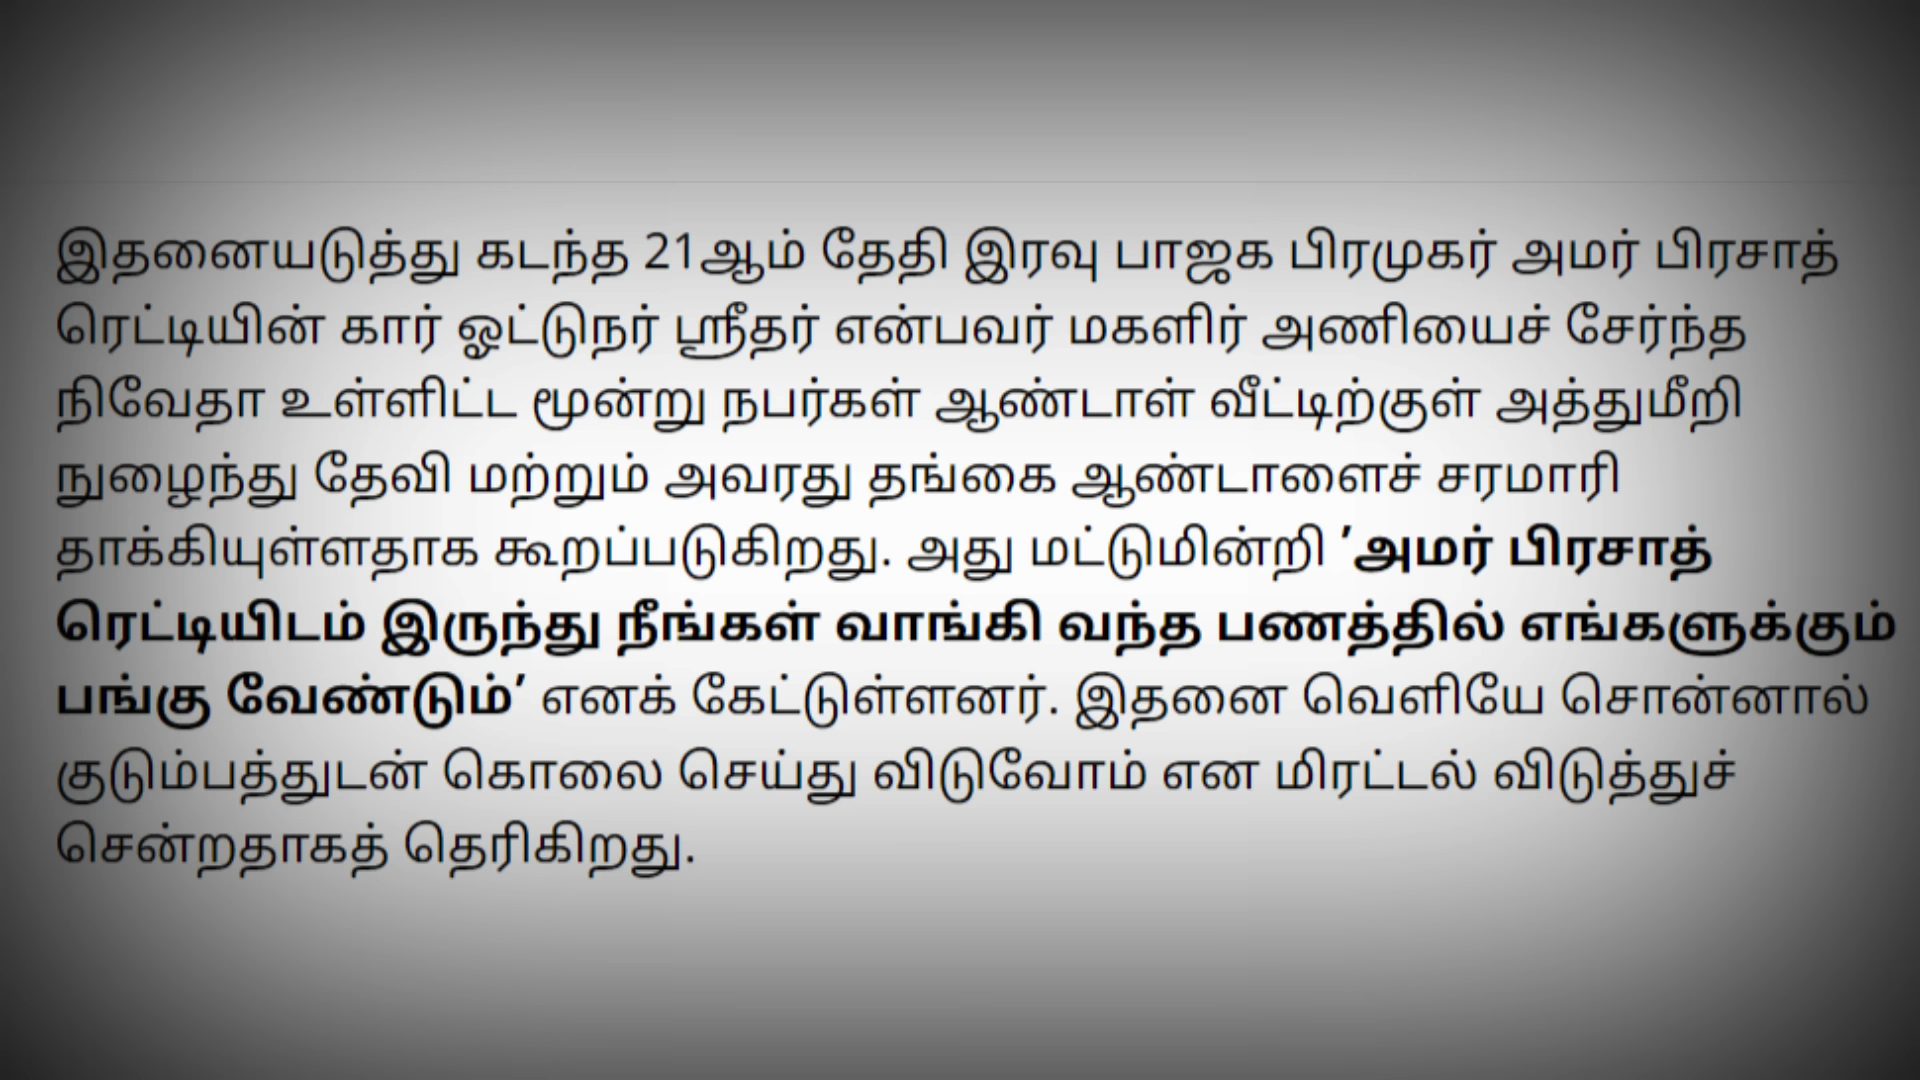 இதனையடுத்து கடந்த 21ஆம் தேதி இரவு பாஜக பிரமுகர் அமர் பிரசாத்
ரெட்டியின் கார் ஓட்டுநர் ஸ்ரீதர் என்பவர் மகளிர் அணியைச் சேர்ந்த
நிவேதா உள்ளிட்ட மூன்று நபர்கள் ஆண்டாள் வீட்டிற்குள் அத்துமீறி
நுழைந்து தேவி மற்றும் அவரது தங்கை ஆண்டாளைச் சரமாரி
தாக்கியுள்ளதாக கூறப்படுகிறது. அது மட்டுமின்றி ’அமர் பிரசாத்
ரெட்டியிடம் இருந்து நீங்கள் வாங்கி வந்த பணத்தில் எங்களுக்கும்
பங்கு வேண்டும்’ எனக் கேட்டுள்ளனர். இதனை வெளியே சொன்னால்
குடும்பத்துடன் கொலை செய்து விடுவோம் என மிரட்டல் விடுத்துச்
சென்றதாகத் தெரிகிறது.